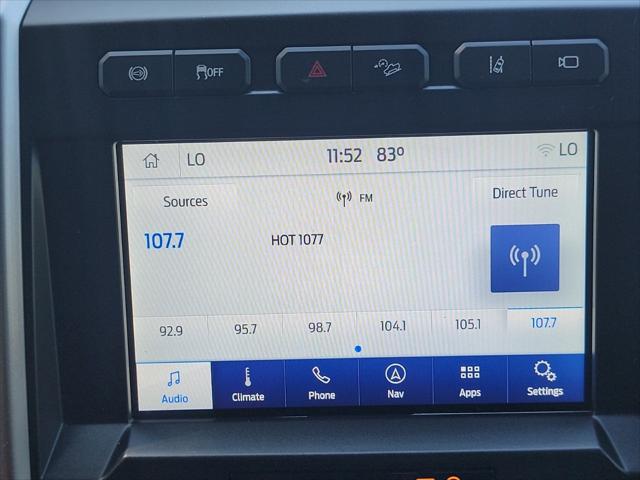 OFF
LO 11:52 83° LO
Sources FM Direct Tune
107.7 HOT 1077
92.9 95.7 98.7 104.1 105.1 107.7
Audio Climate Phone Nav Apps Settings